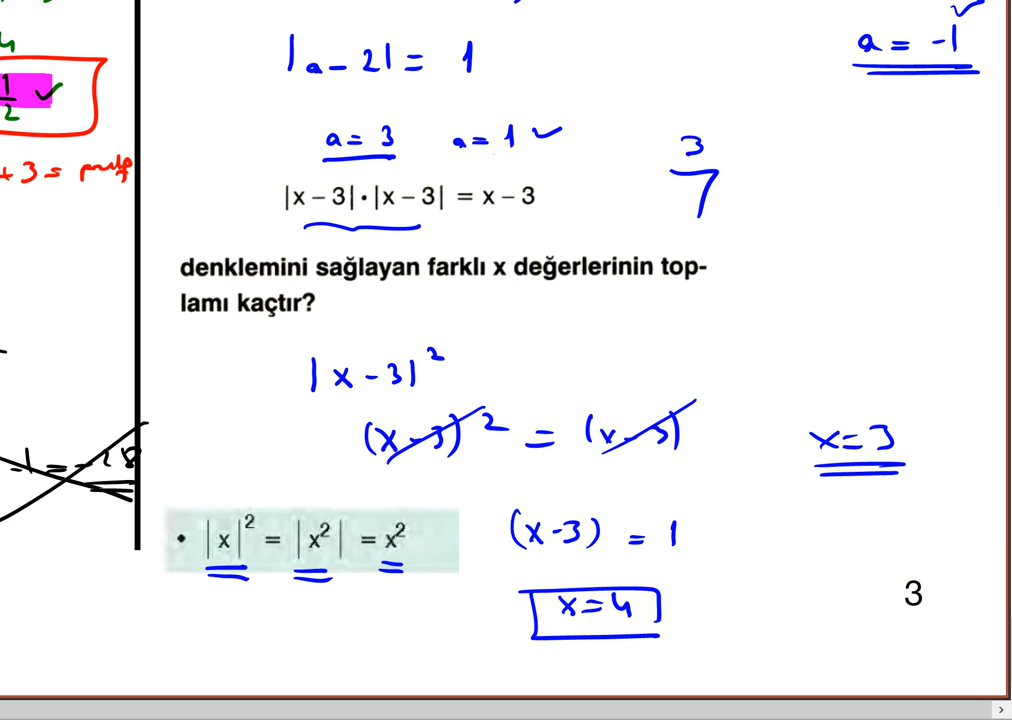 4
|a - 2| = 1
a = -1
1/2
a = 3 a = 1
+ 3 =
3
7
|x – 3| • |x – 3| = x – 3
denklemini sağlayan farklı x değerlerinin top-
lamı kaçtır?
|x - 3|²
(x - 3)² = (x - 3)
x = 3
• |x|² = |x²| = x²
(x - 3) = 1
x = 4
3